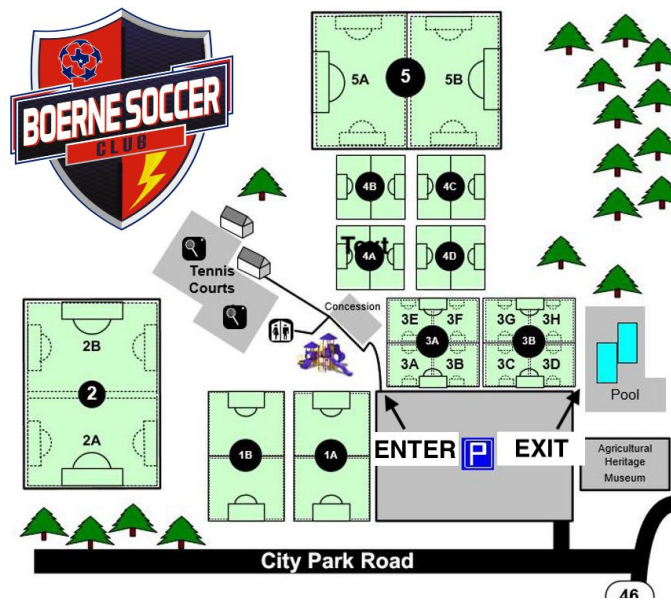 BOERNE SOCCER
CLUB
5A
5
5B
4B
4C
Text
4A
4D
Tennis
Courts
Concession
3E
3F
3G
3H
3A
3B
3A
3B
3C
3D
2B
2
2A
Pool
1B
1A
ENTER
P
EXIT
Agricultural
Heritage
Museum
City Park Road
46